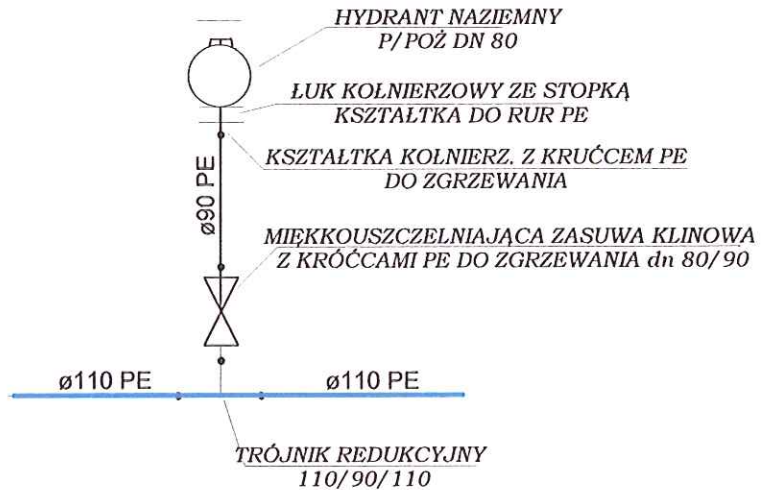 HYDRANT NAZIEMNY
P/POŻ DN 80
ŁUK KOŁNIERZOWY ZE STOPKĄ
KSZTAŁTKA DO RUR PE
KSZTAŁTKA KOLNIERZ. Z KRUĆCEM PE
DO ZGRZEWANIA
ø90 PE
MIĘKKOUSZCZELNIAJĄCA ZASUWA KLINOWA
Z KRÓĆCAMI PE DO ZGRZEWANIA dn 80/90
ø110 PE ø110 PE
TRÓJNIK REDUKCYJNY
110/90/110